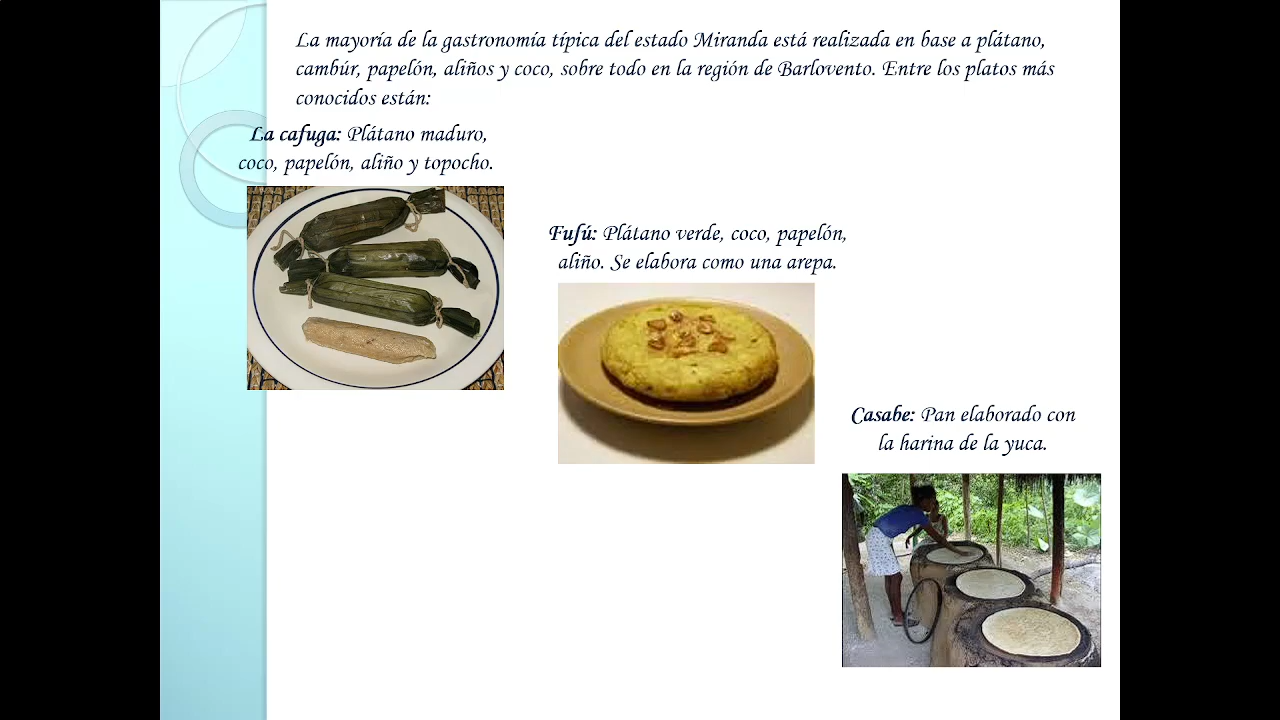 La mayoría de la gastronomía típica del estado Miranda está realizada en base a plátano,
cambúr, papelón, aliños y coco, sobre todo en la región de Barlovento. Entre los platos más
conocidos están:
La cafuga: Plátano maduro,
coco, papelón, aliño y topocho.
Fufú: Plátano verde, coco, papelón,
aliño. Se elabora como una arepa.
Casabe: Pan elaborado con
la harina de la yuca.